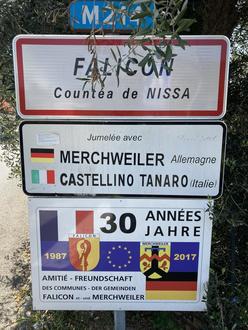 FALICON
Countéa de NISSA
Jumelée avec
MERCHWEILER Allemagne
CASTELLINO TANARO (Italie)
30 ANNÉES
JAHRE
FALICON
MERCHWEILER
1987
2017
AMITIÉ - FREUNDSCHAFT
DES COMMUNES - DER GEMEINDEN
FALICON et - und MERCHWEILER